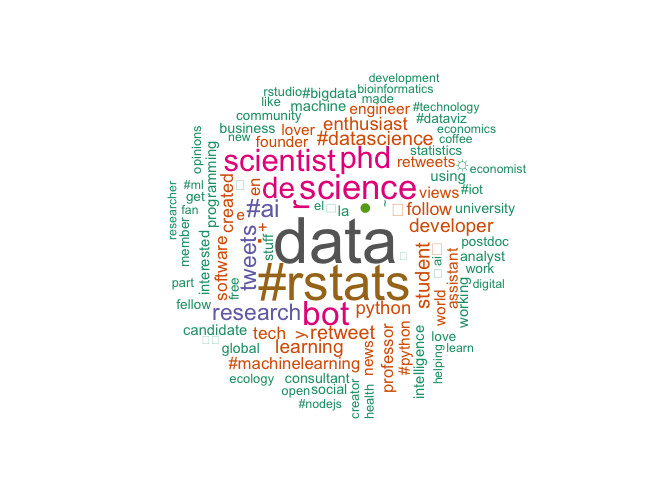 development
rstudio #bigdata bioinformatics
like machine made
community engineer #technology
business lover enthusiast #dataviz
new founder #datascience economics
opinions coffee
programming scientist phd statistics
retweets economist
#ml created en de science using
researcher get views #iot
fan #ai r el la follow university
member e
software tweets + data developer
interested stuff postdoc
free ai analyst
#rstats student work
assistant digital
part world working
fellow research bot python
candidate tech y retweet
global learning news professor #python intelligence love
#machinelearning helping learn
ecology consultant
open social
#nodejs creator health